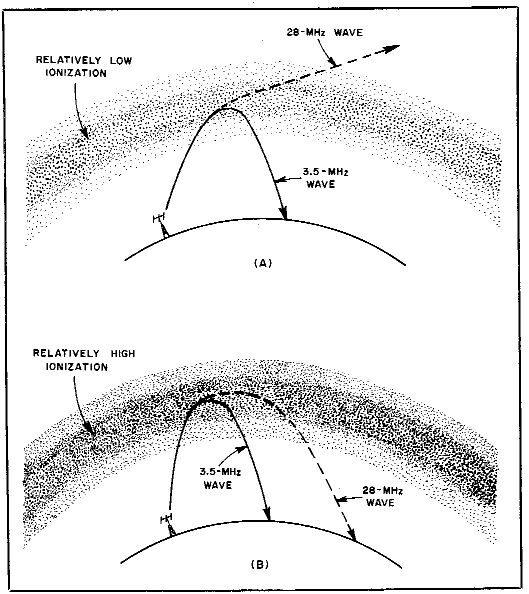 28-MHz WAVE
RELATIVELY LOW
IONIZATION
3.5-MHz
WAVE
(A)
RELATIVELY HIGH
IONIZATION
3.5-MHz
WAVE
28-MHz
WAVE
(B)